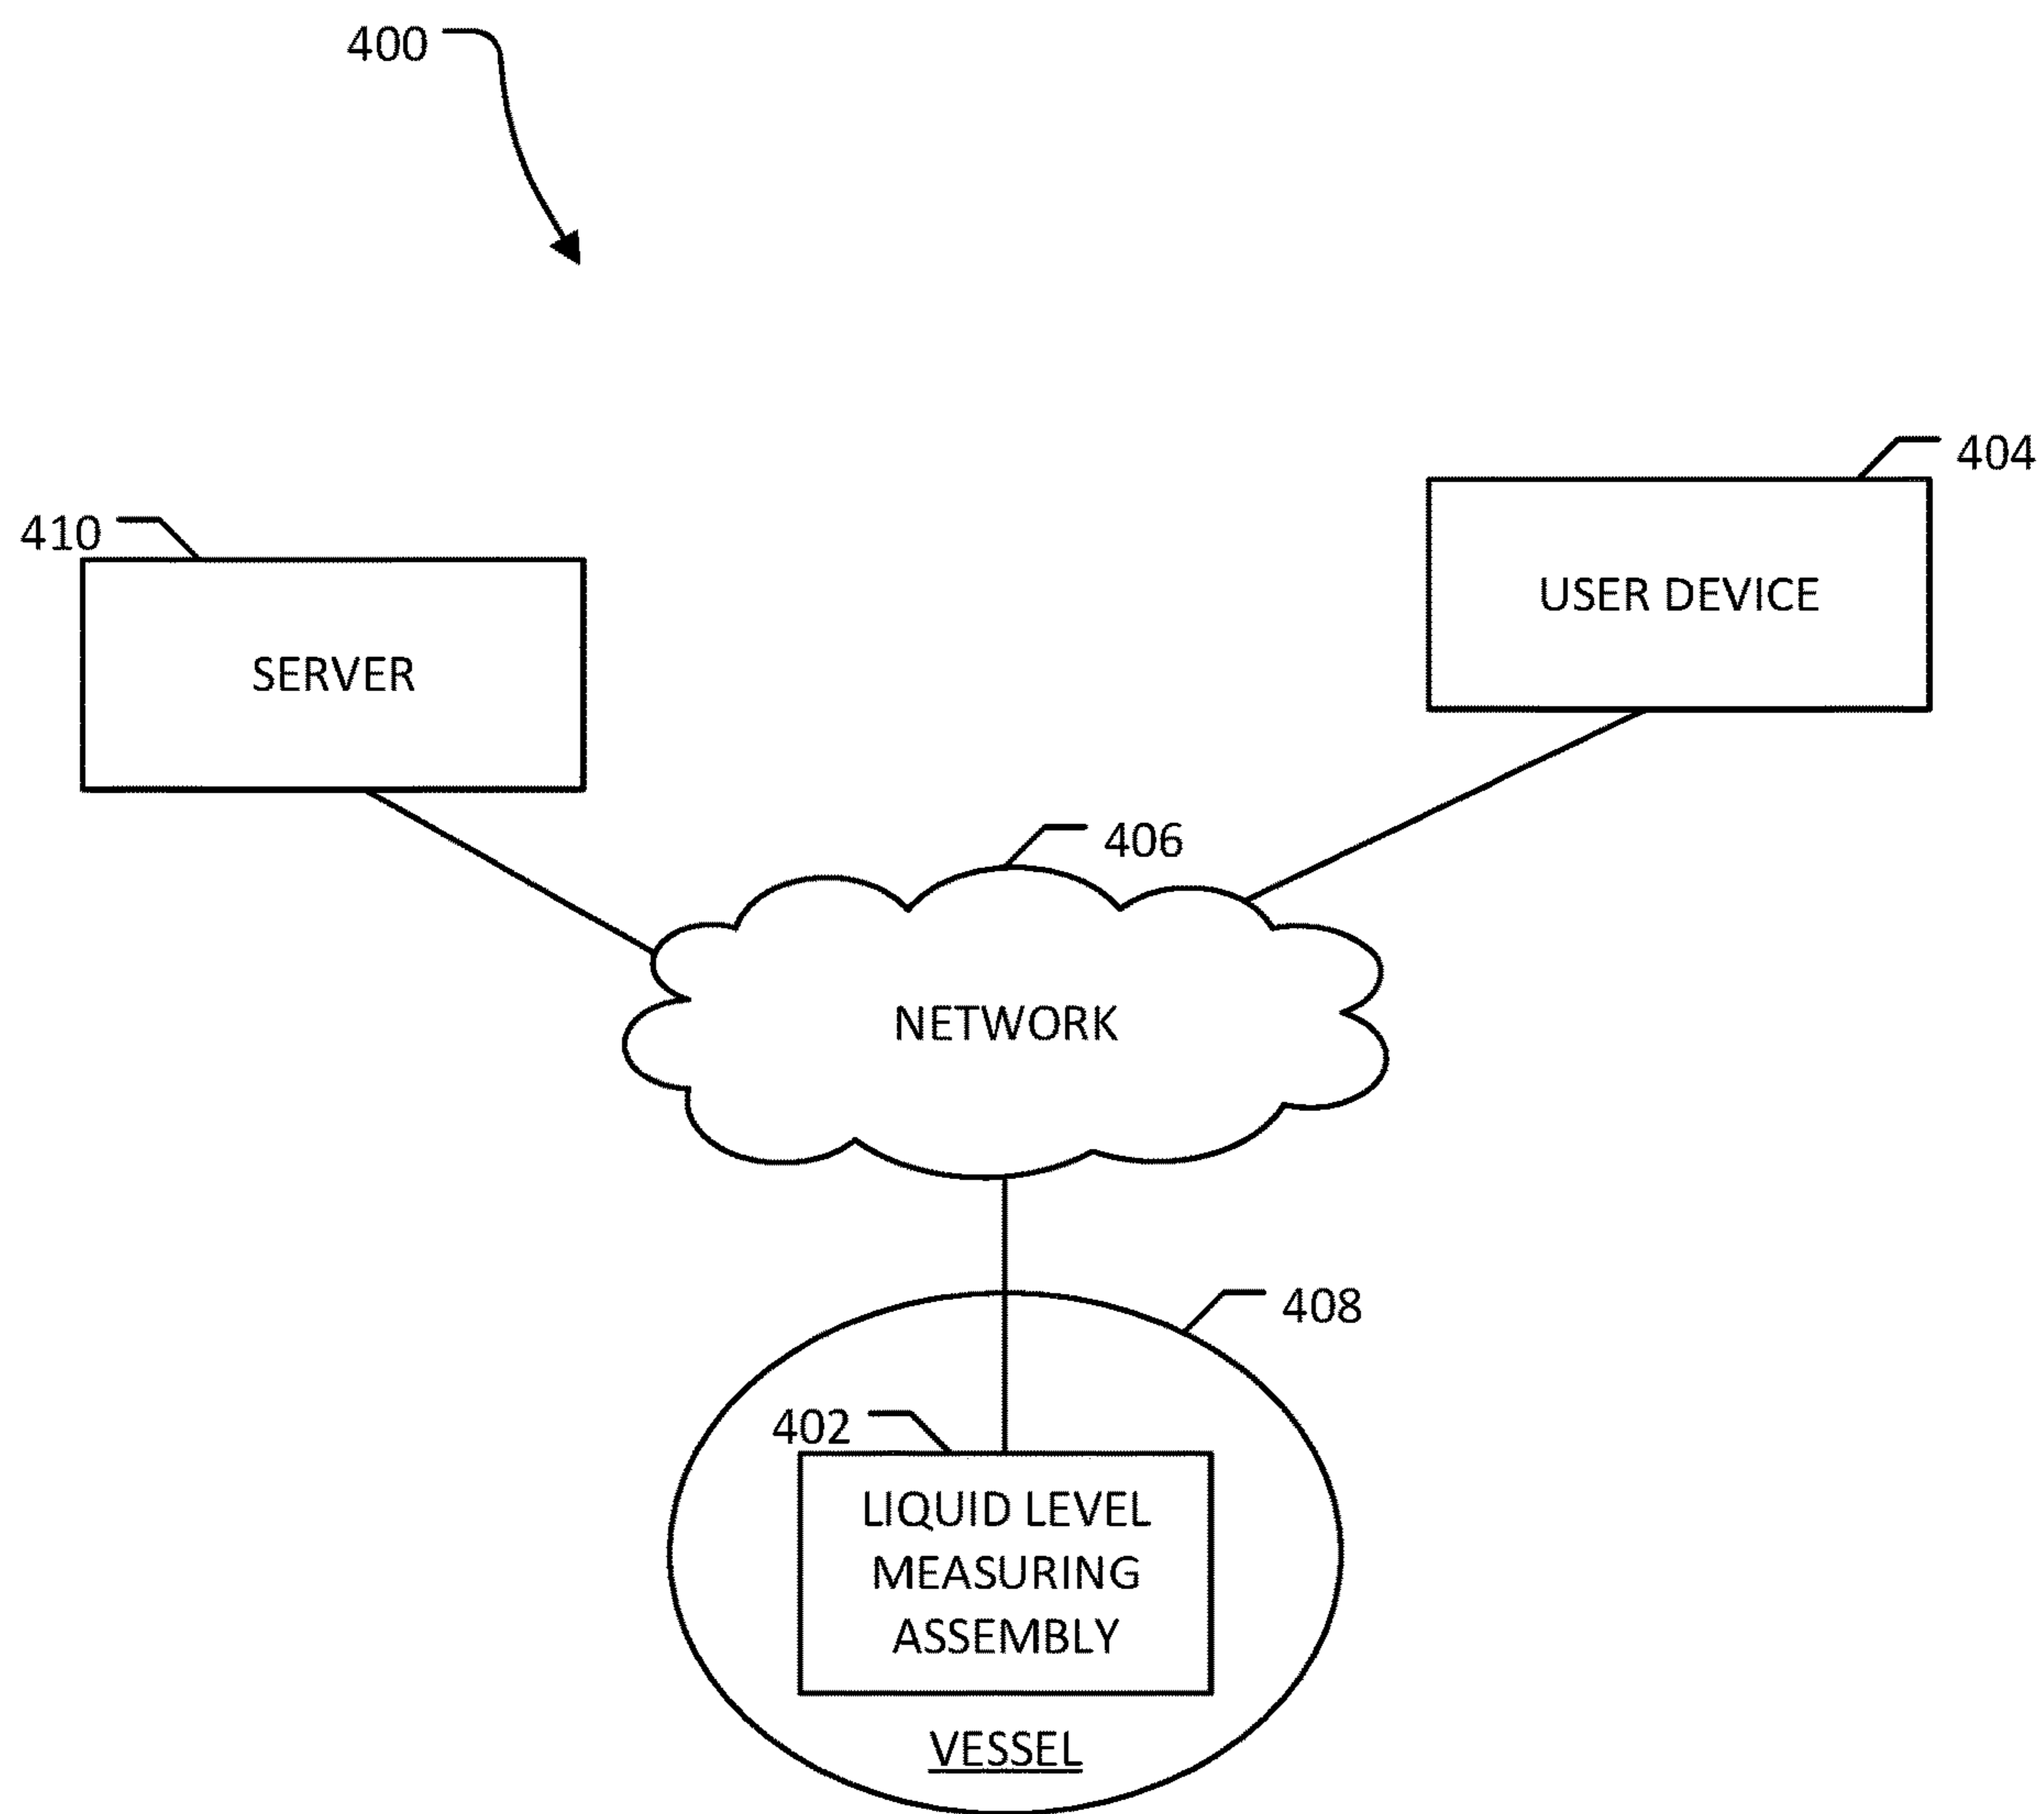 400
404
410
USER DEVICE
SERVER
406
NETWORK
408
402
LIQUID LEVEL
MEASURING
ASSEMBLY
VESSEL